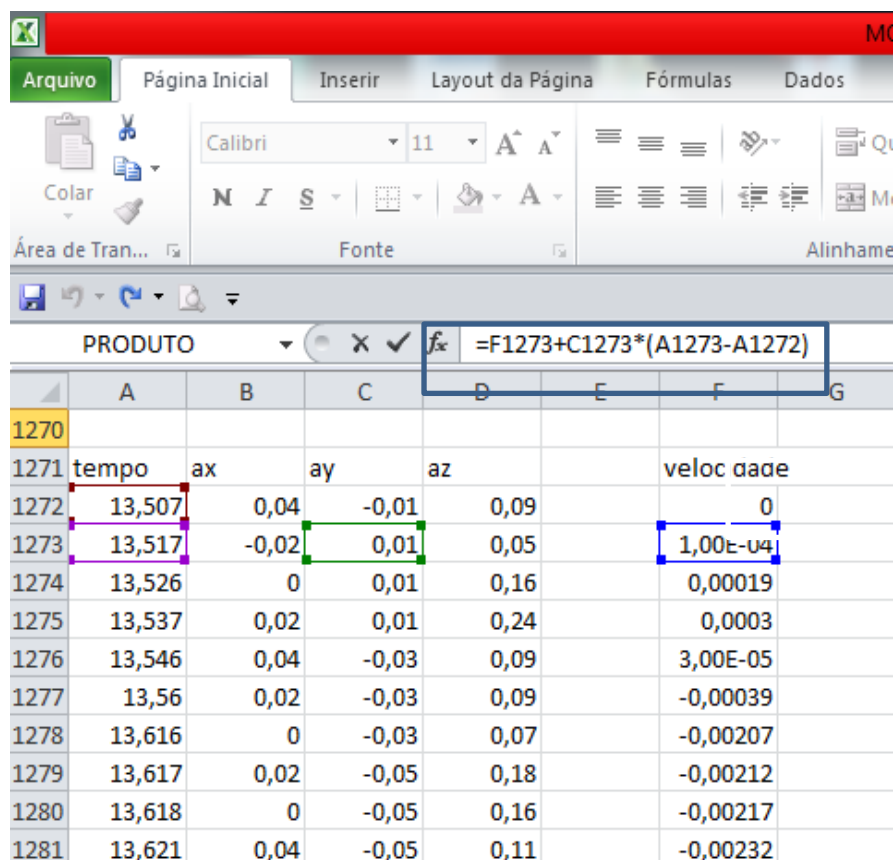 MO
Arquivo Página Inicial Inserir Layout da Página Fórmulas Dados
Calibri 11 A A Qu
Colar N I S A Me
Área de Tran... Fonte Alinhame
PRODUTO fx =F1273+C1273*(A1273-A1272)
A B C D E F G
1270
1271 tempo ax ay az velocidade
1272 13,507 0,04 -0,01 0,09 0
1273 13,517 -0,02 0,01 0,05 1,00E-04
1274 13,526 0 0,01 0,16 0,00019
1275 13,537 0,02 0,01 0,24 0,0003
1276 13,546 0,04 -0,03 0,09 3,00E-05
1277 13,56 0,02 -0,03 0,09 -0,00039
1278 13,616 0 -0,03 0,07 -0,00207
1279 13,617 0,02 -0,05 0,18 -0,00212
1280 13,618 0 -0,05 0,16 -0,00217
1281 13,621 0,04 -0,05 0,11 -0,00232